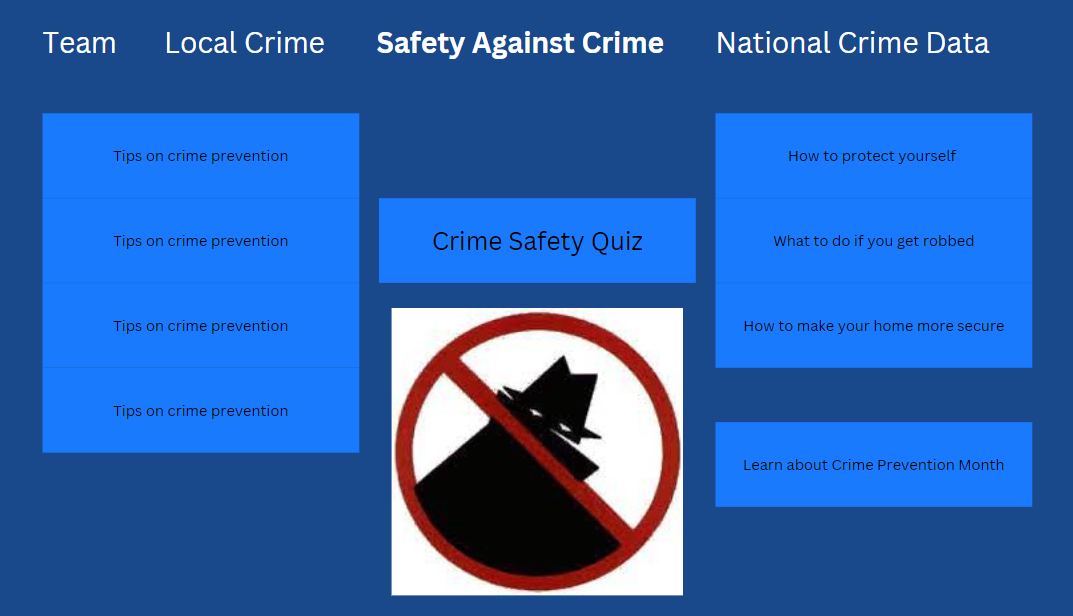 Team
Local Crime
Safety Against Crime
National Crime Data
Tips on crime prevention
Tips on crime prevention
Tips on crime prevention
Tips on crime prevention
Crime Safety Quiz
How to protect yourself
What to do if you get robbed
How to make your home more secure
Learn about Crime Prevention Month